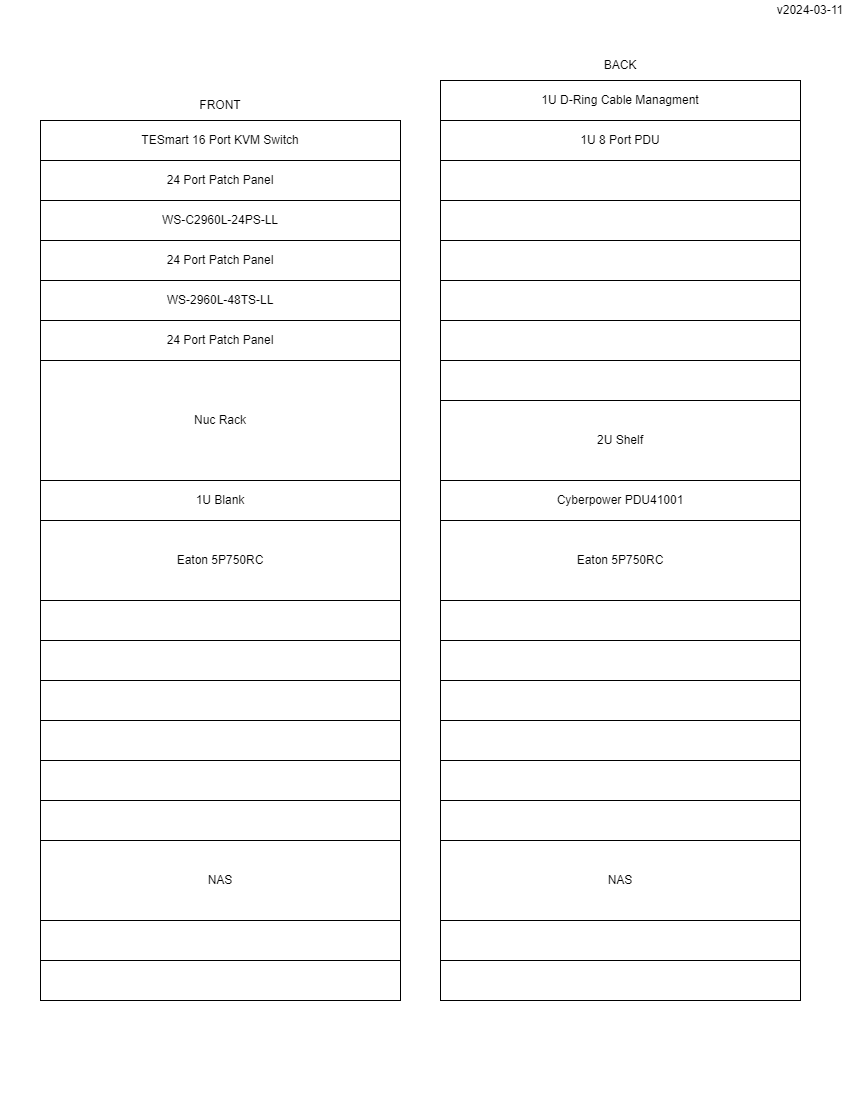 v2024-03-11
FRONT
TESmart 16 Port KVM Switch
24 Port Patch Panel
WS-C2960L-24PS-LL
24 Port Patch Panel
WS-2960L-48TS-LL
24 Port Patch Panel
Nuc Rack
1U Blank
Eaton 5P750RC
NAS
BACK
1U D-Ring Cable Managment
1U 8 Port PDU
2U Shelf
Cyberpower PDU41001
Eaton 5P750RC
NAS